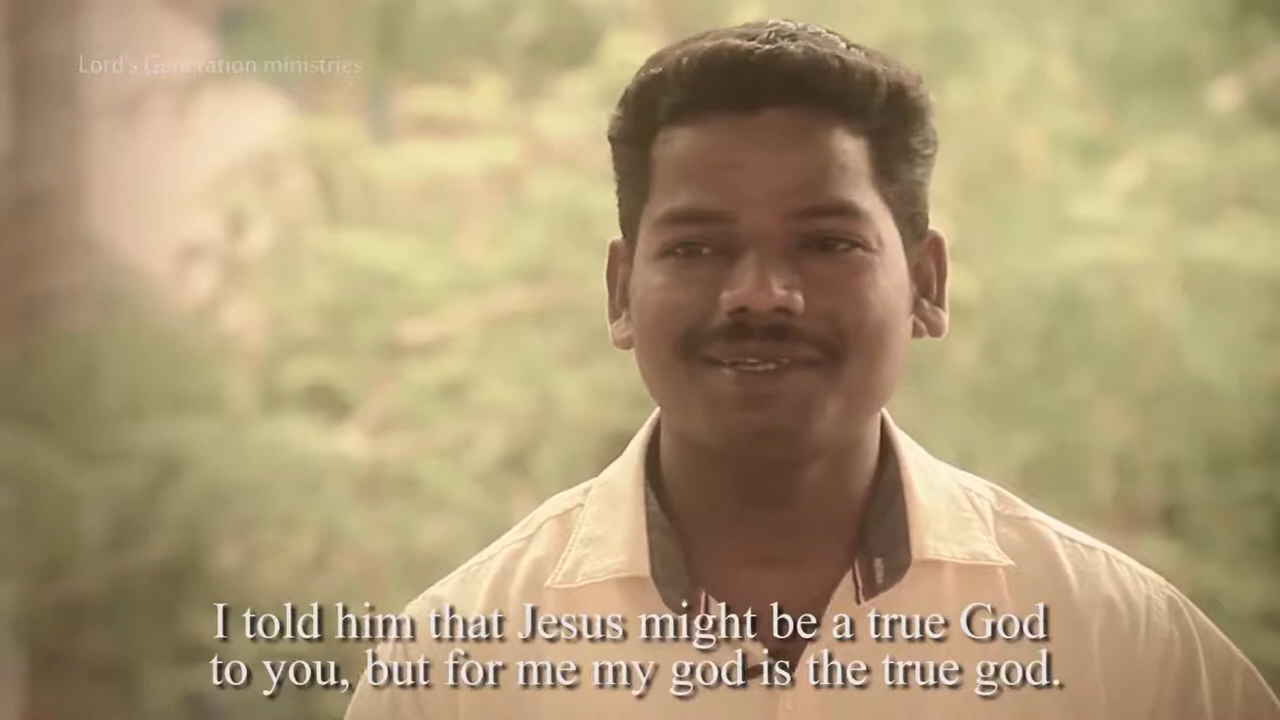 Lord's Generation ministries
I told him that Jesus might be a true God
to you, but for me my god is the true god.